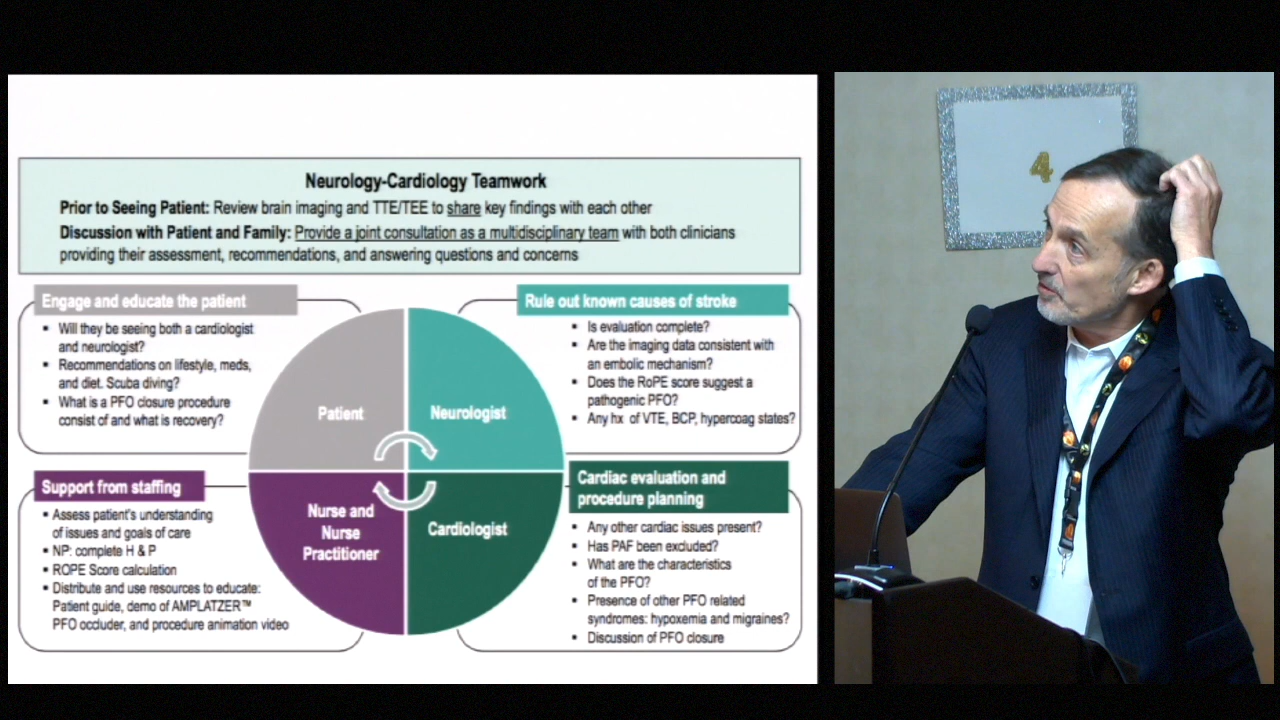 Neurology-Cardiology Teamwork
Prior to Seeing Patient: Review brain imaging and TTE/TEE to share key findings with each other
Discussion with Patient and Family: Provide a joint consultation as a multidisciplinary team with both clinicians
providing their assessment, recommendations, and answering questions and concerns
Engage and educate the patient
▪ Will they be seeing both a cardiologist
and neurologist?
▪ Recommendations on lifestyle, meds,
and diet. Scuba diving?
▪ What is a PFO closure procedure
consist of and what is recovery?
Rule out known causes of stroke
▪ Is evaluation complete?
▪ Are the imaging data consistent with
an embolic mechanism?
▪ Does the RoPE score suggest a
pathogenic PFO?
▪ Any hx of VTE, BCP, hypercoag states?
Patient
Neurologist
Nurse and
Nurse
Practitioner
Cardiologist
Support from staffing
▪ Assess patient's understanding
of issues and goals of care
▪ NP: complete H & P
▪ ROPE Score calculation
▪ Distribute and use resources to educate:
Patient guide, demo of AMPLATZER™
PFO occluder, and procedure animation video
Cardiac evaluation and
procedure planning
▪ Any other cardiac issues present?
▪ Has PAF been excluded?
▪ What are the characteristics
of the PFO?
▪ Presence of other PFO related
syndromes: hypoxemia and migraines?
▪ Discussion of PFO closure
4